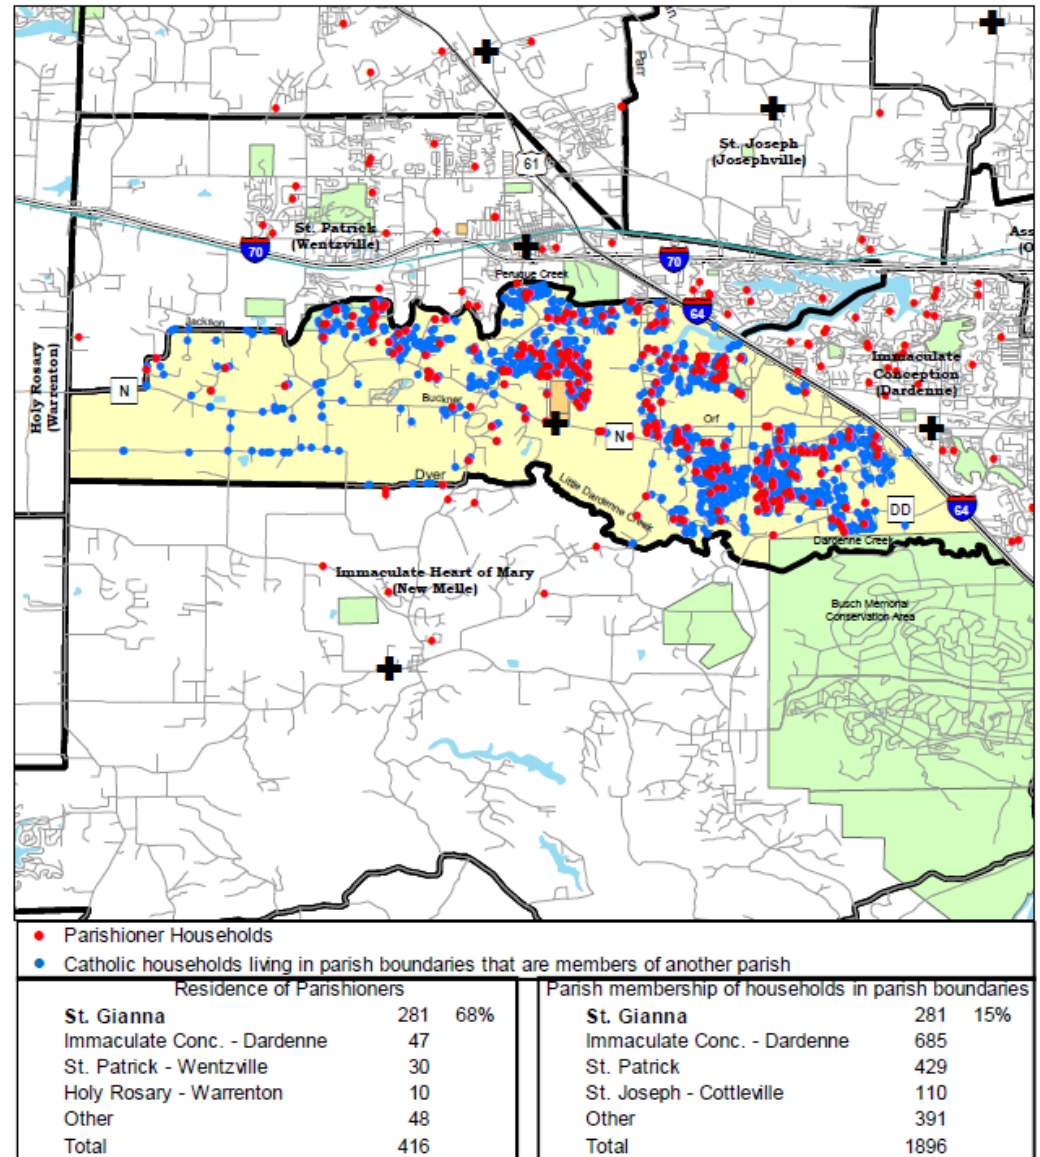 Parr
61
St. Joseph
(Josephville)
St. Patrick
(Wentzville)
Ass
(O
70
70
Peruque Creek
64
Jackson
Holy Rosary
(Warrenton)
N
Immaculate
Conception
(Dardenne)
Buckner
Orf
N
Dyer
Little Dardenne Creek
DD
64
Dardenne Creek
Immaculate Heart of Mary
(New Melle)
Busch Memorial
Conservation Area
Parishioner Households
Catholic households living in parish boundaries that are members of another parish
Residence of Parishioners
St. Gianna 281 68%
Immaculate Conc. - Dardenne 47
St. Patrick - Wentzville 30
Holy Rosary - Warrenton 10
Other 48
Total 416
Parish membership of households in parish boundaries
St. Gianna 281 15%
Immaculate Conc. - Dardenne 685
St. Patrick 429
St. Joseph - Cottleville 110
Other 391
Total 1896